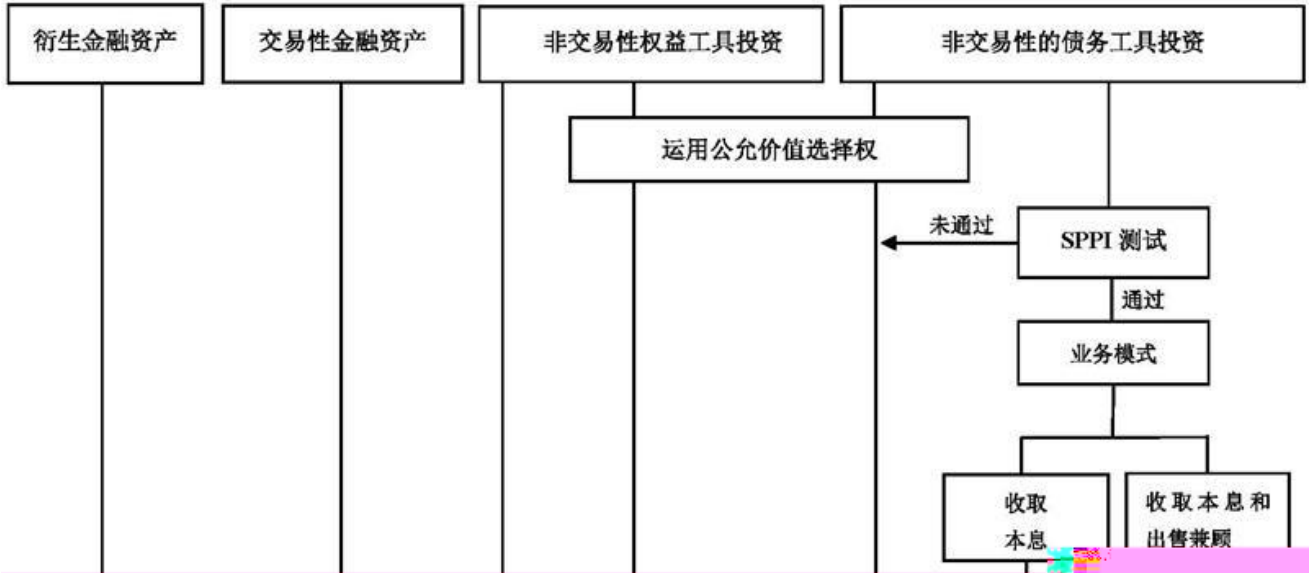 衍生金融资产
交易性金融资产
非交易性权益工具投资
非交易性的债务工具投资
运用公允价值选择权
未通过
SPPI 测试
通过
业务模式
收取
本息
收取本息和
出售兼顾